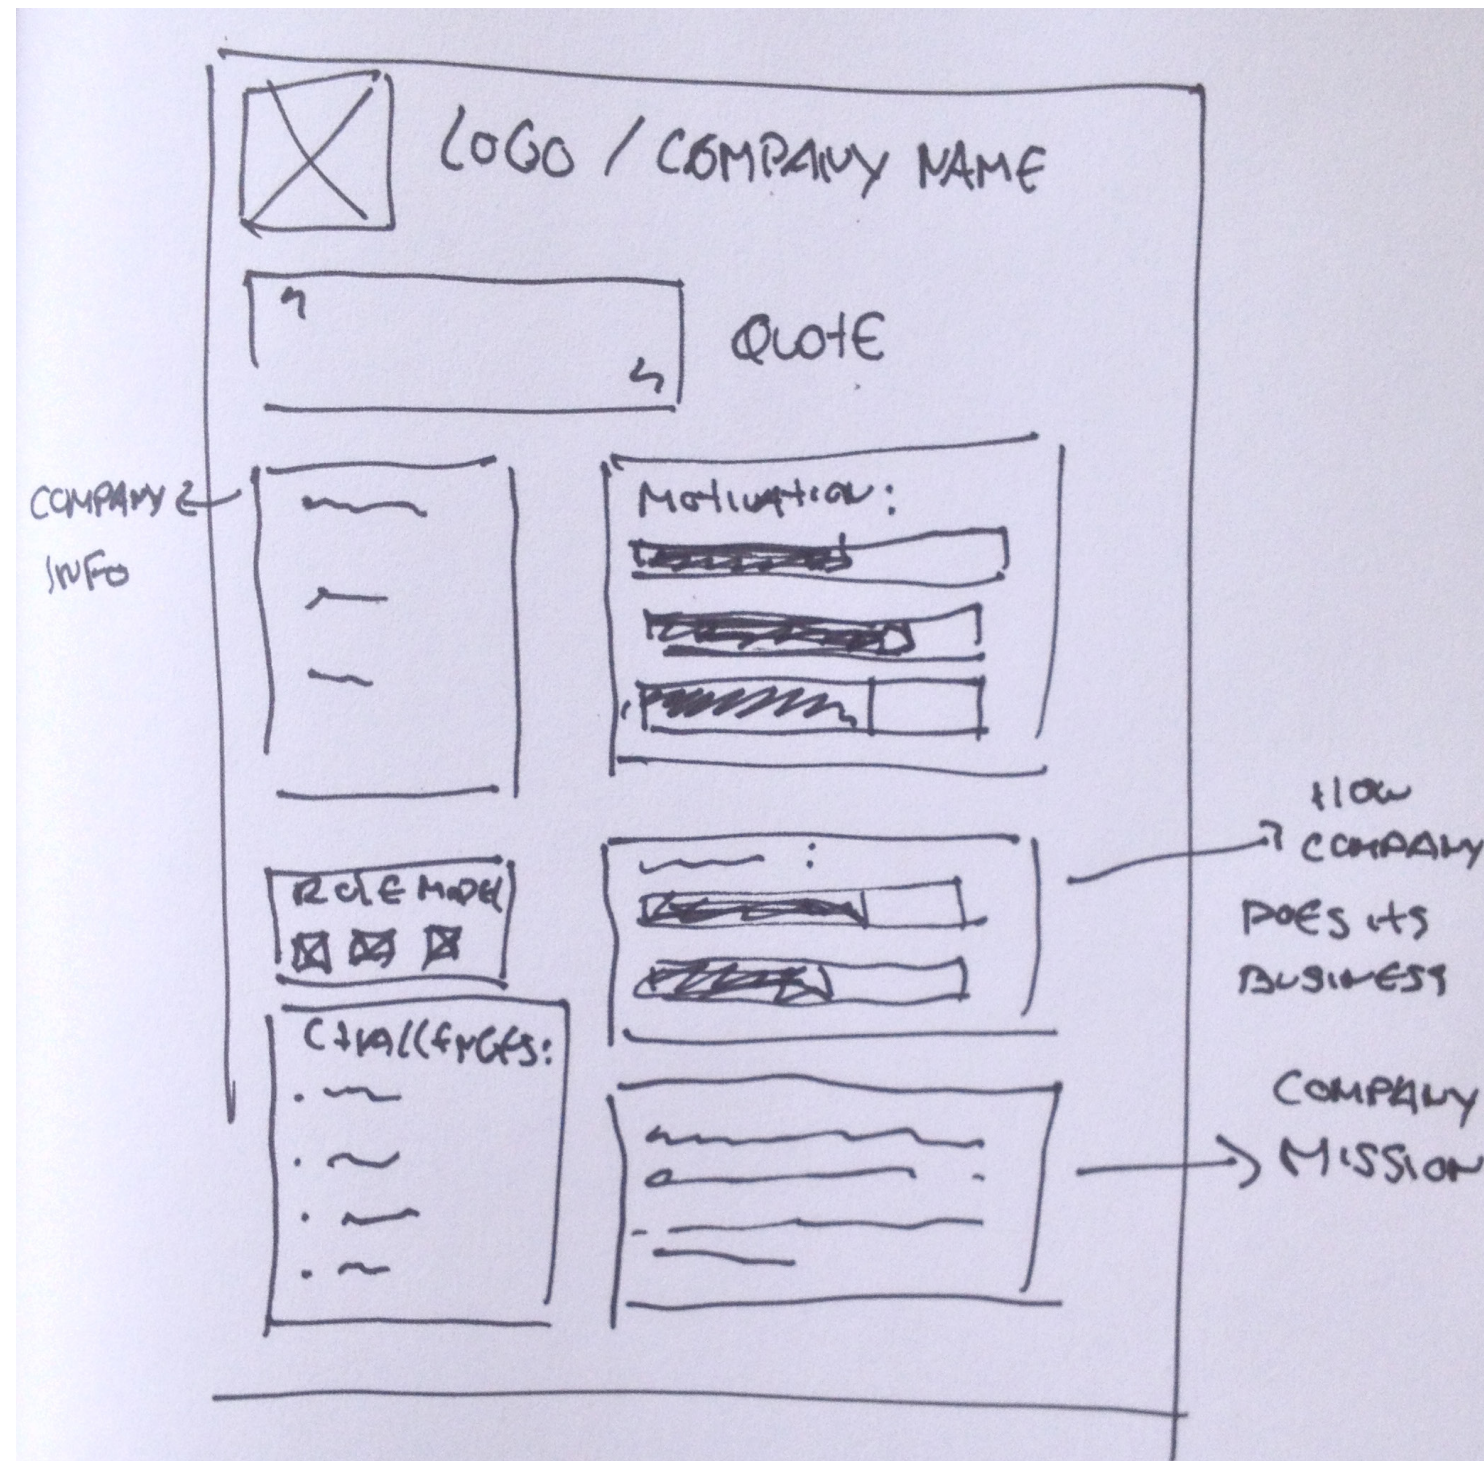 LOGO / COMPANY NAME
QUOTE
COMPANY
INFO
MOTIVATION:
HOW
COMPANY
DOES ITS
BUSINESS
ROLE MODEL
CHALLENGES:
COMPANY
MISSION